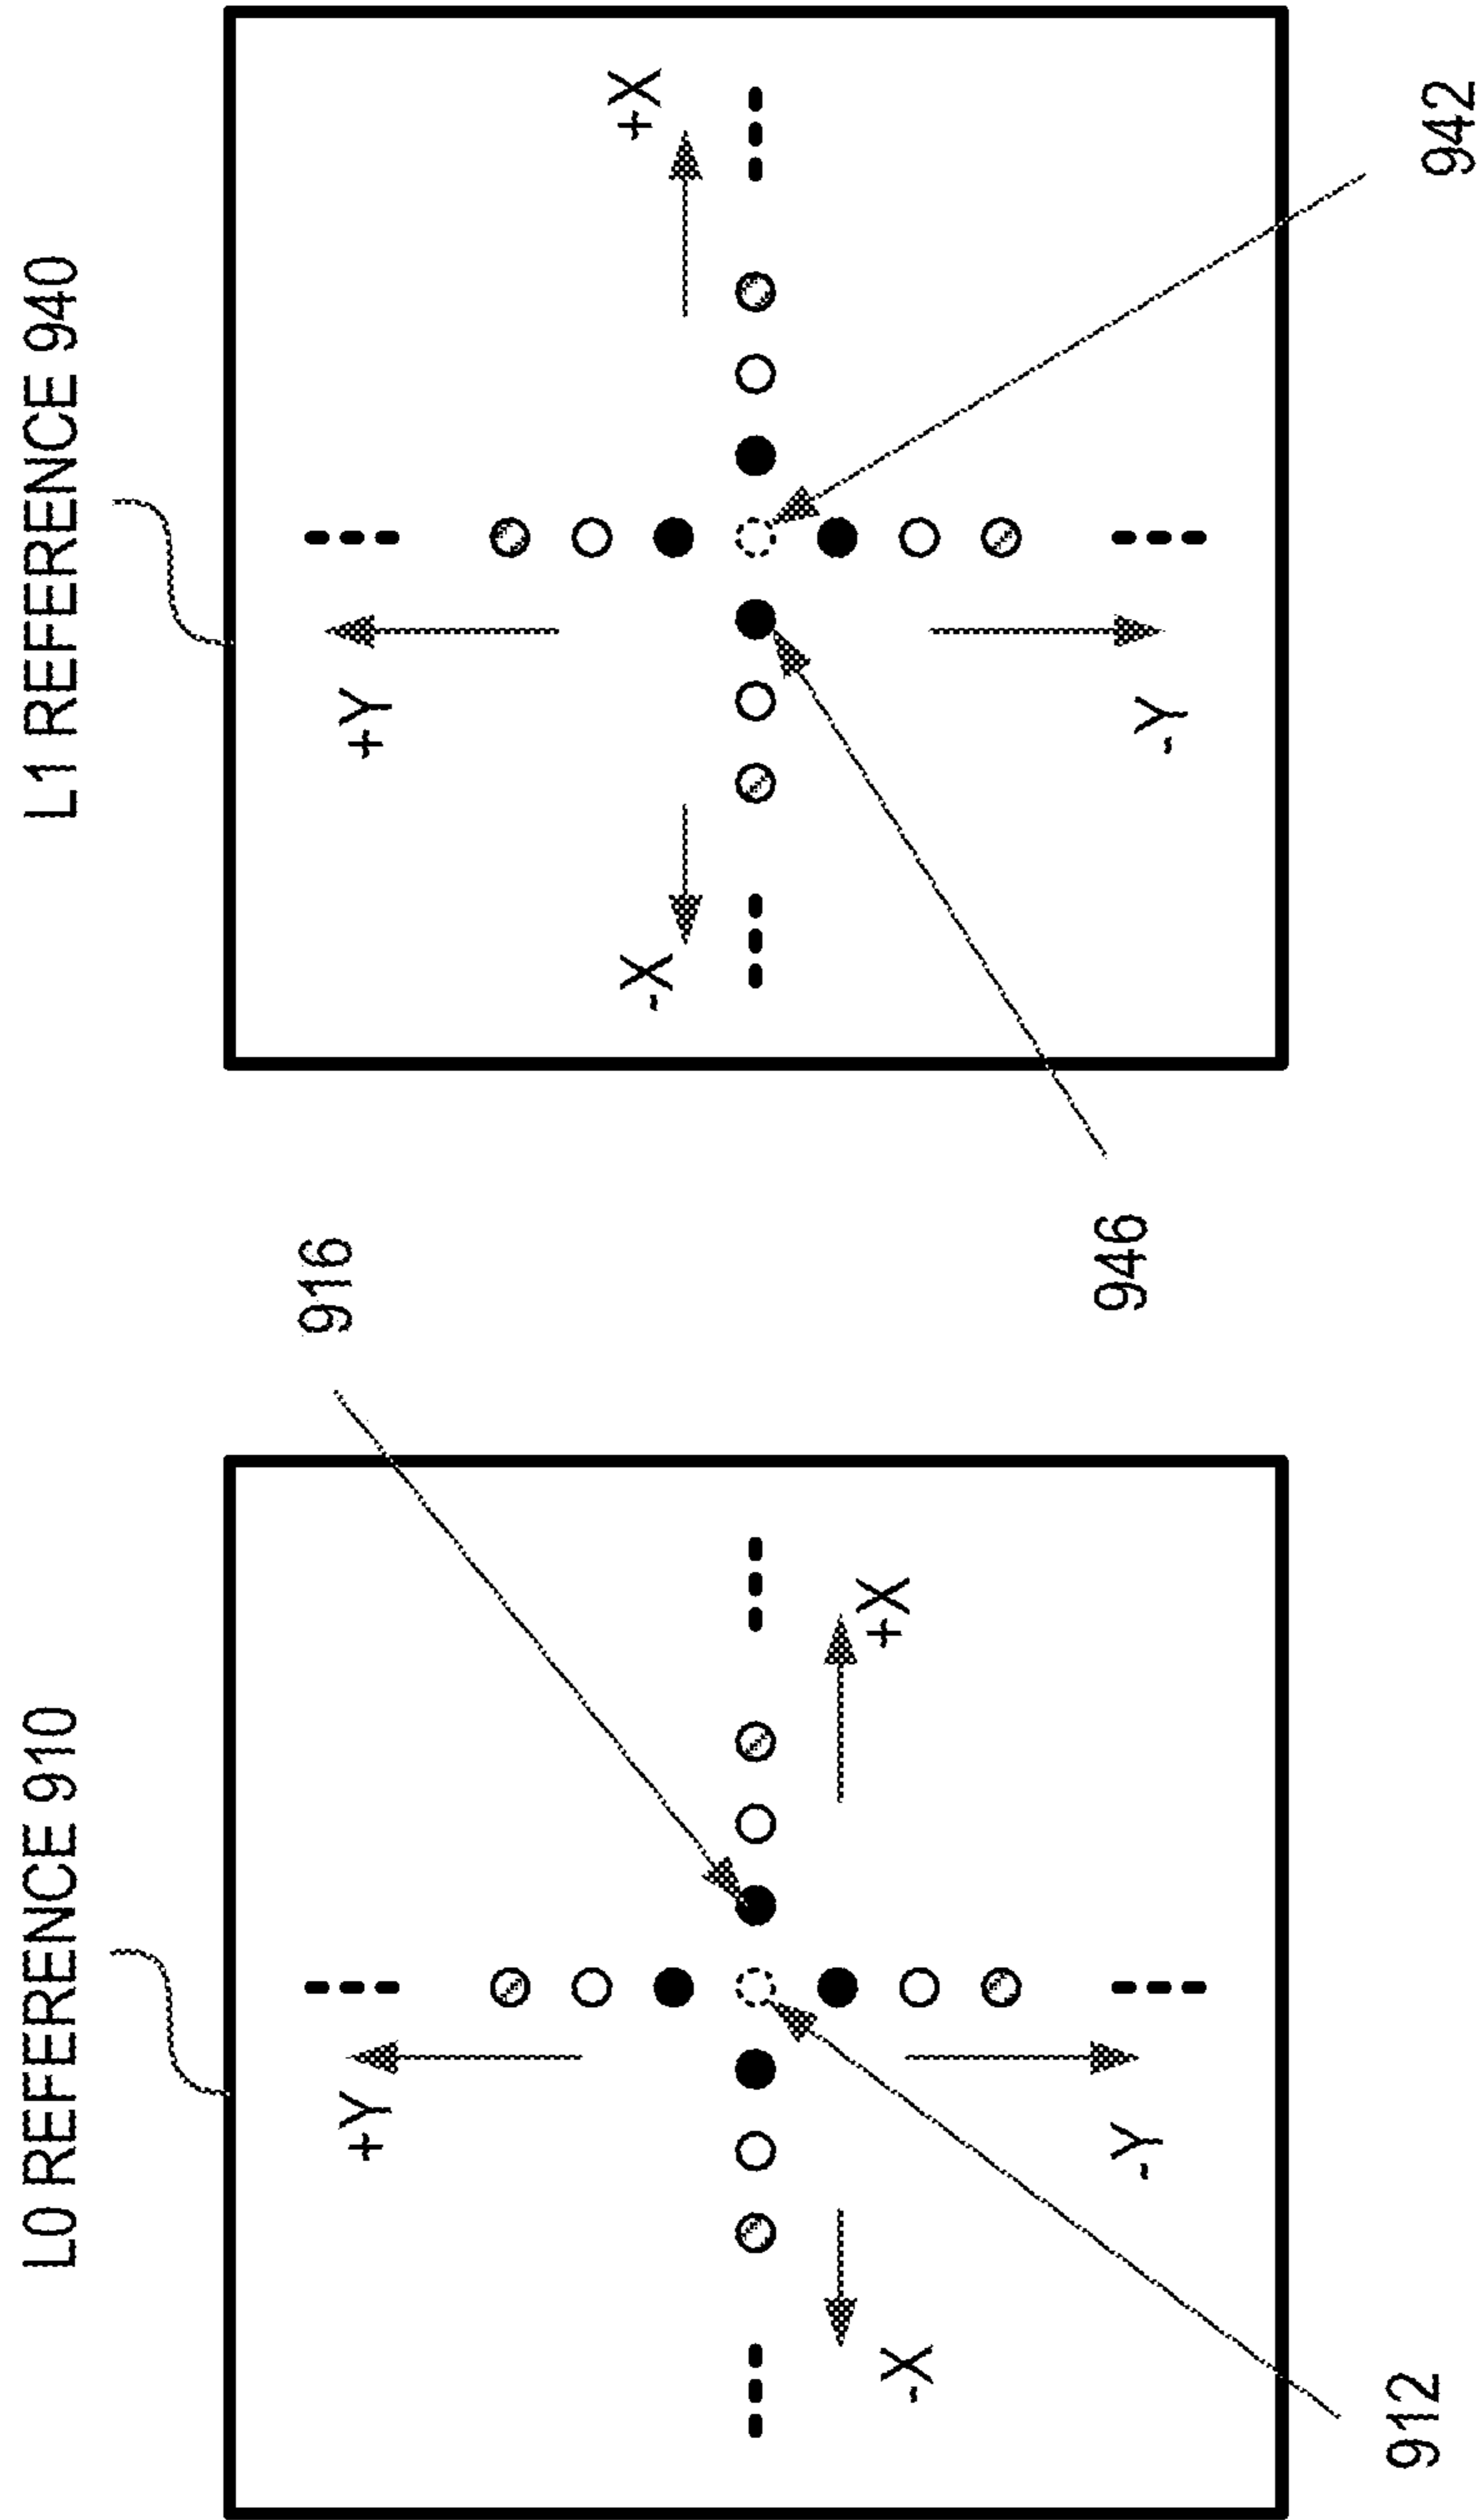 L0 REFERENCE 910
L1 REFERENCE 940
+Y
916
+Y
-X
+X
-X
+X
-Y
946
-Y
912
942